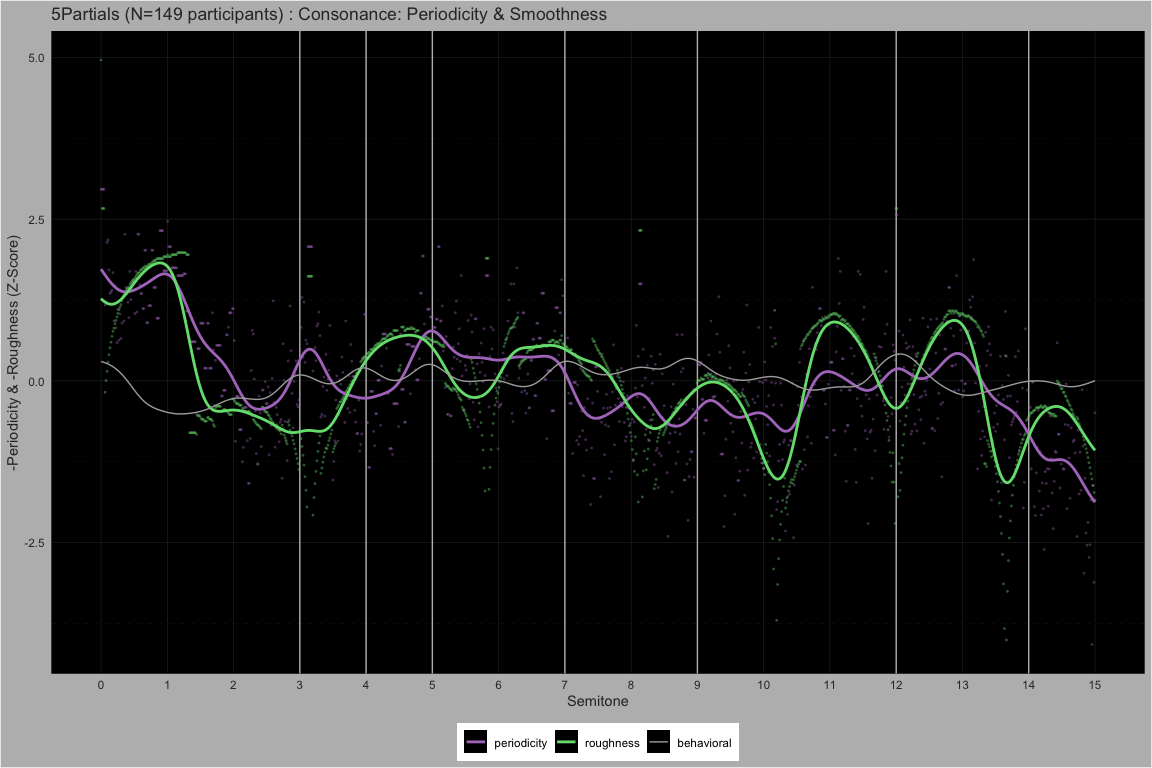 5Partials (N=149 participants) : Consonance: Periodicity & Smoothness
-Periodicity & -Roughness (Z-Score)
5.0
2.5
0.0
-2.5
0 1 2 3 4 5 6 7 8 9 10 11 12 13 14 15
Semitone
periodicity roughness behavioral